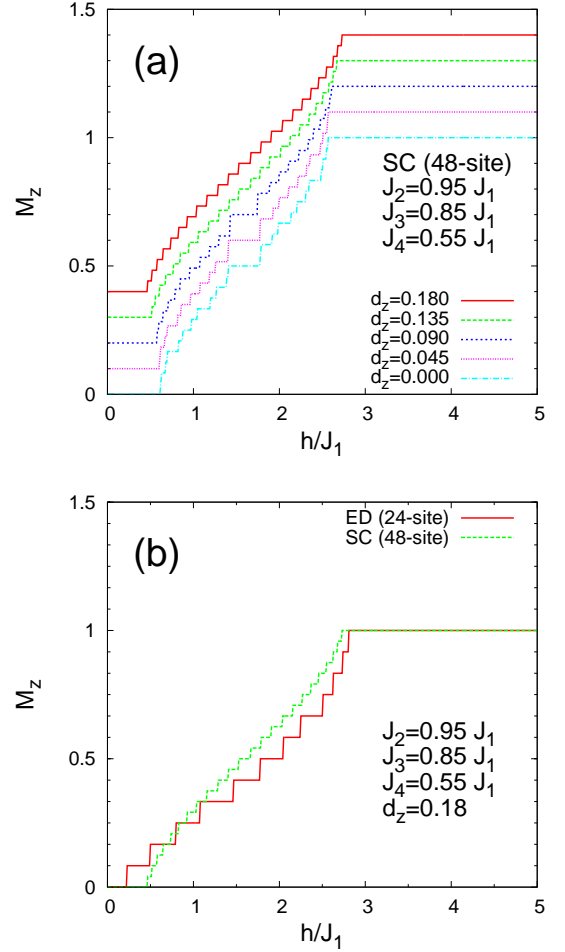 1.5
(a)
1
M_z
SC (48-site)
J_2=0.95 J_1
J_3=0.85 J_1
J_4=0.55 J_1
0.5
d_z=0.180
d_z=0.135
d_z=0.090
d_z=0.045
d_z=0.000
0
0 1 2 3 4 5
h/J_1
1.5
ED (24-site)
SC (48-site)
(b)
1
M_z
J_2=0.95 J_1
J_3=0.85 J_1
J_4=0.55 J_1
d_z=0.18
0.5
0
0 1 2 3 4 5
h/J_1